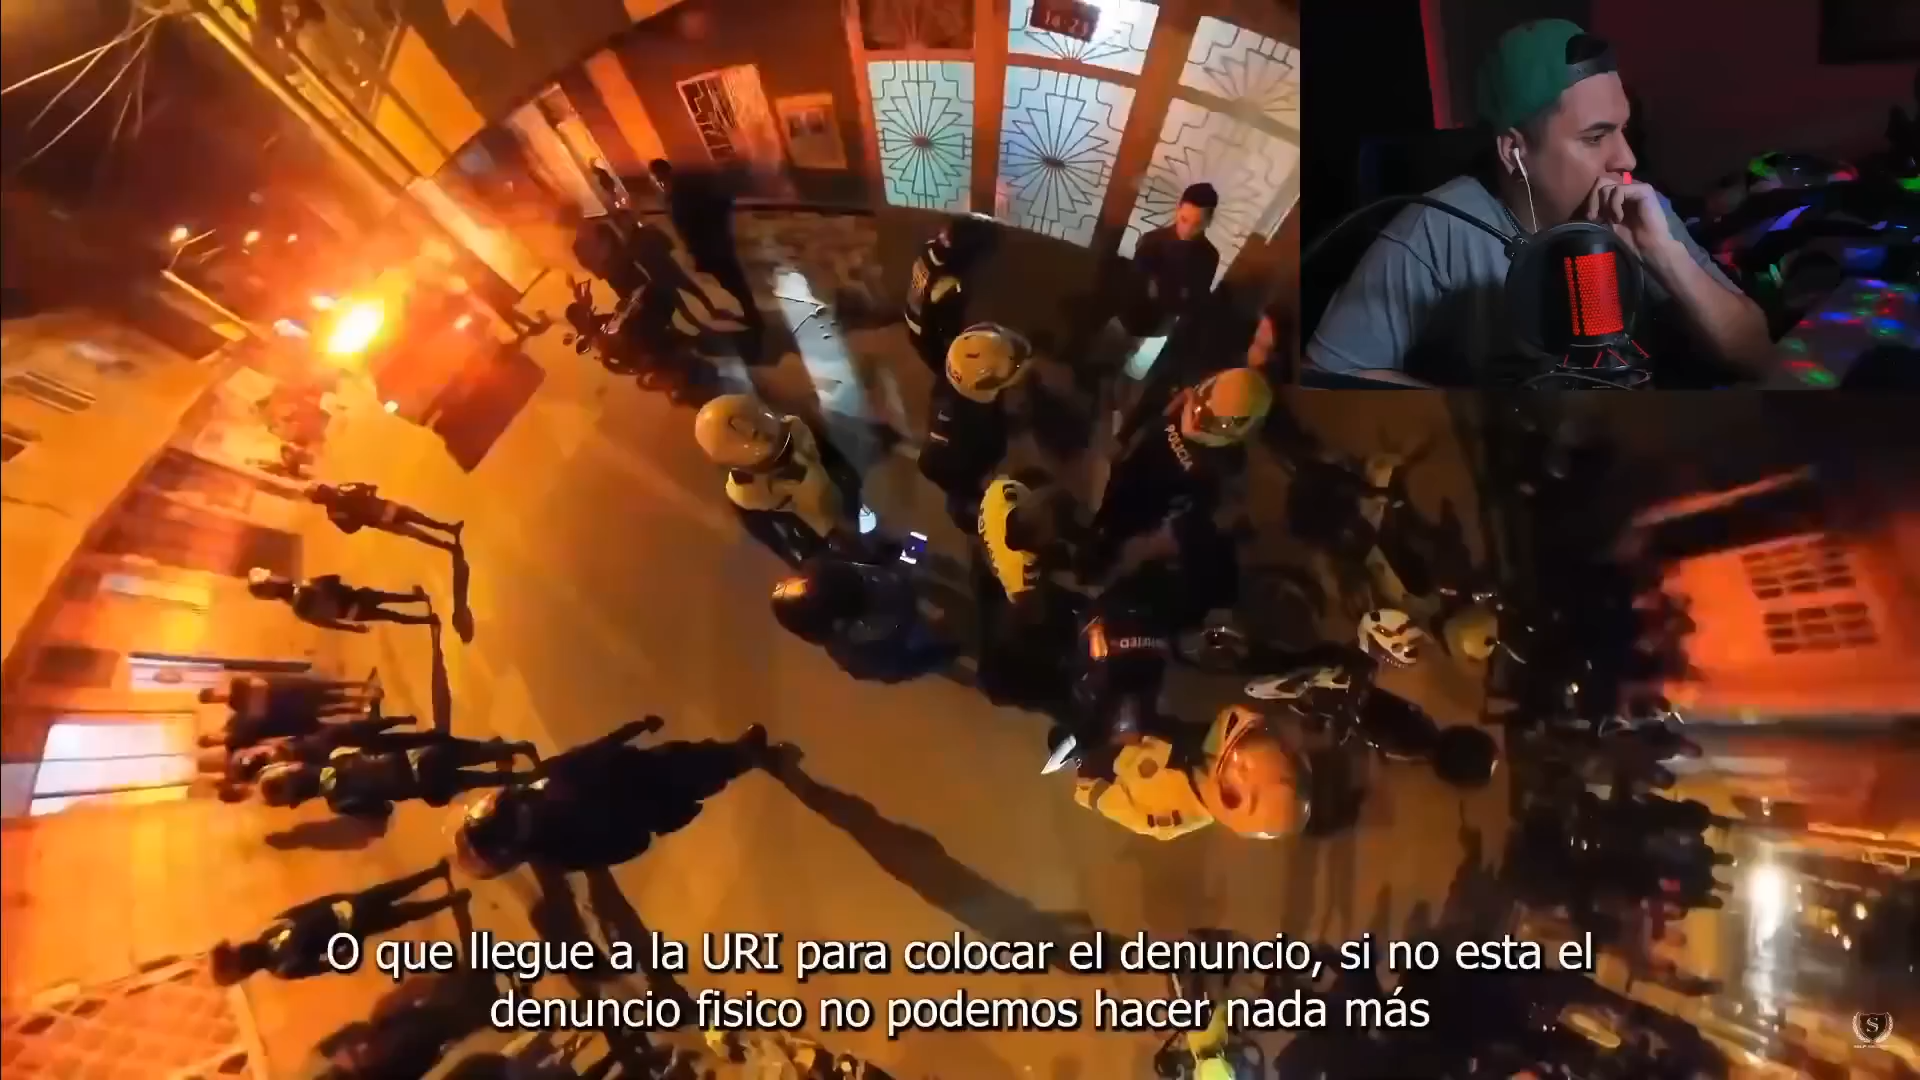 POLICIA
O que llegue a la URI para colocar el denuncio, si no esta el
denuncio fisico no podemos hacer nada más
S